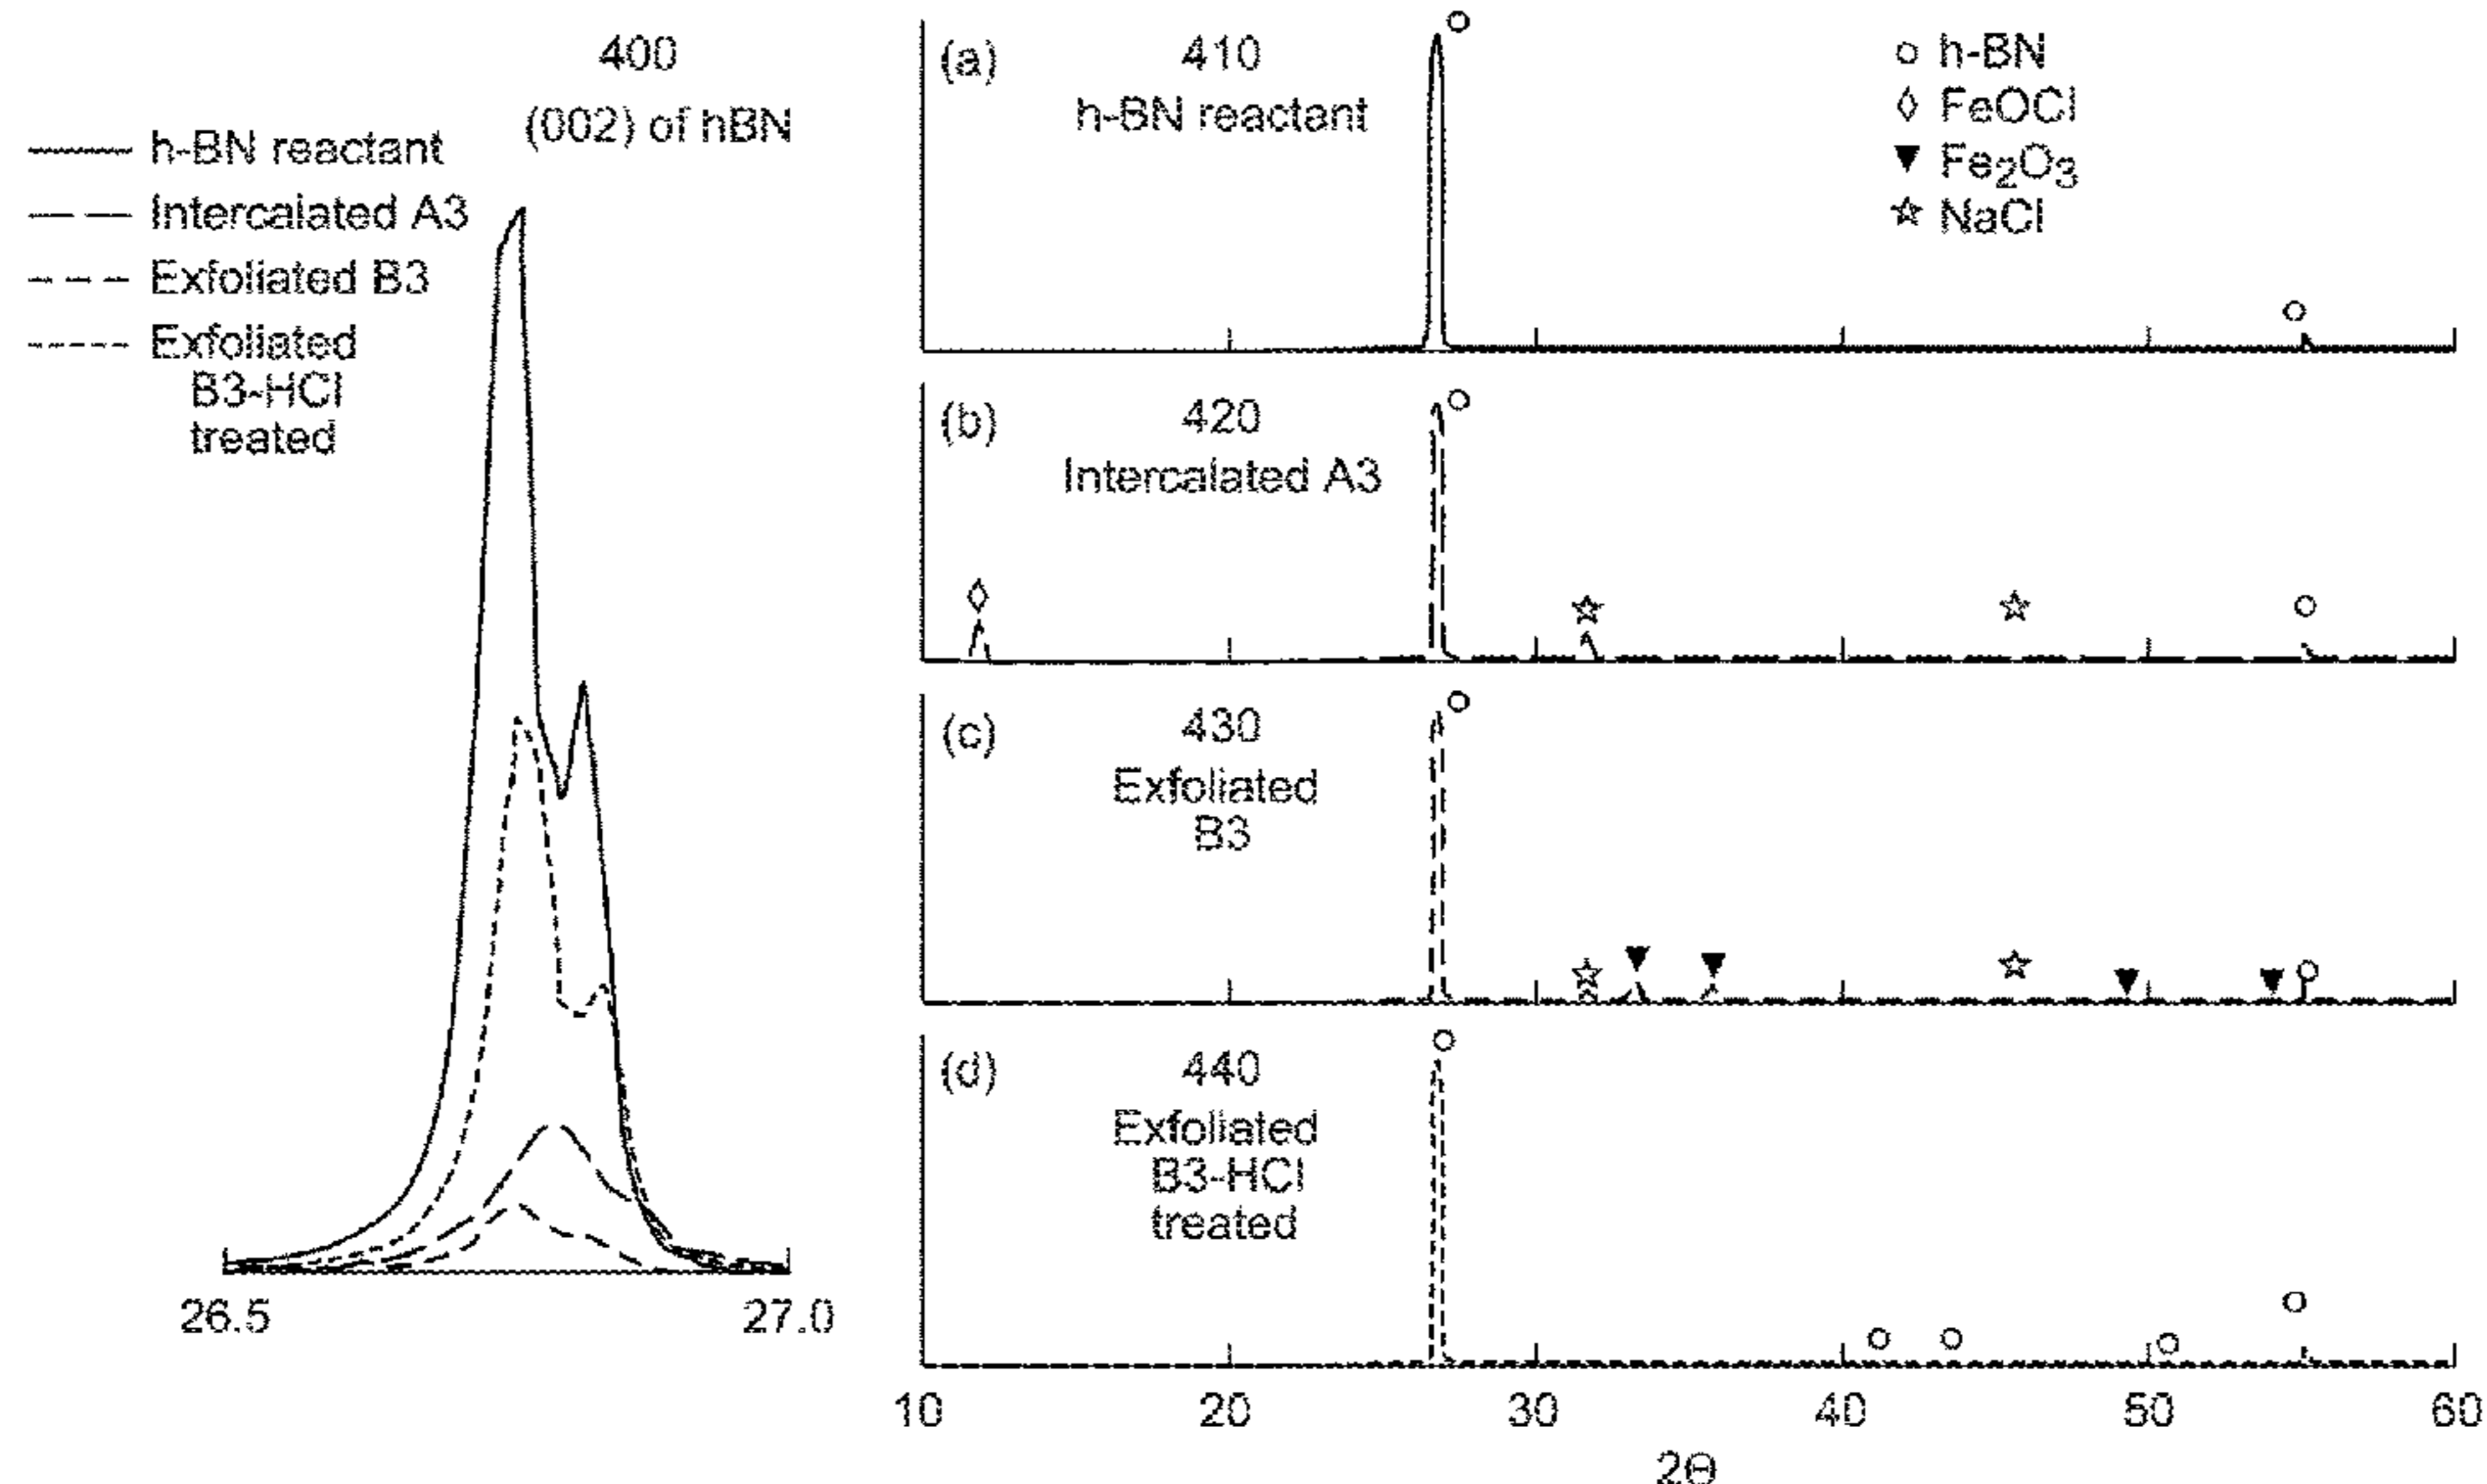 400
(002) of hBN
h-BN reactant
Intercalated A3
Exfoliated B3
Exfoliated
B3-HCl
treated
26.5
27.0
(a)
410
h-BN reactant
h-BN
FeOCl
Fe₂O₃
NaCl
(b)
420
Intercalated A3
(c)
430
Exfoliated
B3
(d)
440
Exfoliated
B3-HCl
treated
10 20 30 40 50 60
2Θ